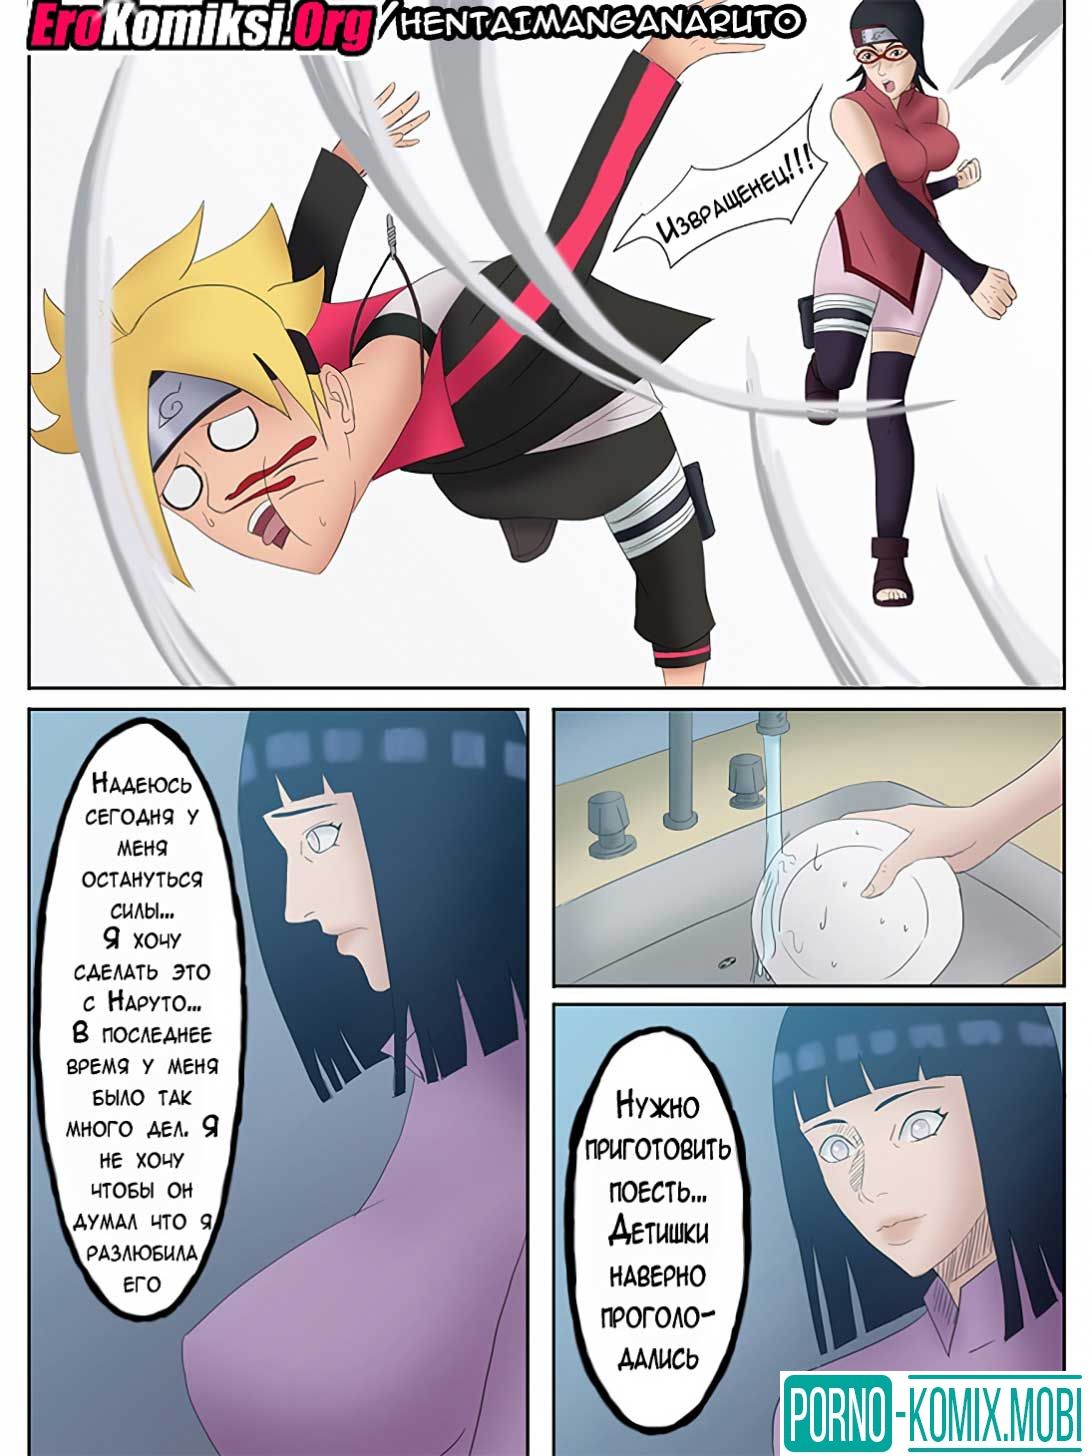 EroKomiksi.Org/HENTAIMANGANARUTO
Извращенец!!!
Надеюсь
сегодня у
меня
остануться
силы...
Я хочу
сделать это
с Наруто...
В последнее
время у меня
было так
много дел. Я
не хочу
чтобы он
думал что я
разлюбила
его
Нужно
приготовить
поесть...
Детишки
наверно
проголо-
дались
PORNO-KOMIX.MOBI